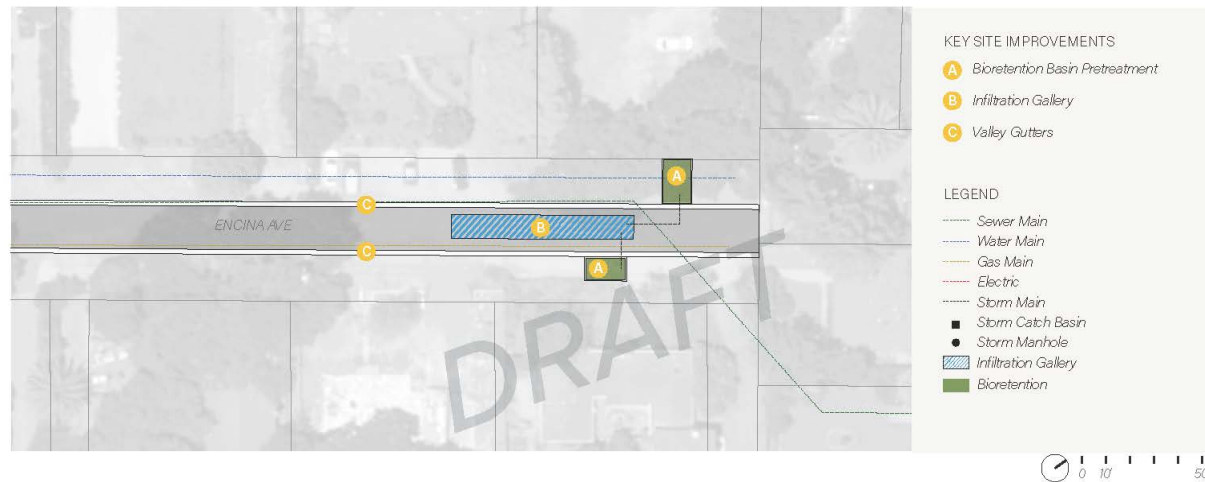 KEY SITE IMPROVEMENTS
A Bioretention Basin Pretreatment
B Infiltration Gallery
C Valley Gutters
LEGEND
Sewer Main
Water Main
Gas Main
Electric
Storm Main
Storm Catch Basin
Storm Manhole
Infiltration Gallery
Bioretention
A
C
ENCINA AVE
B
C
A
DRAFT
0 10' 50